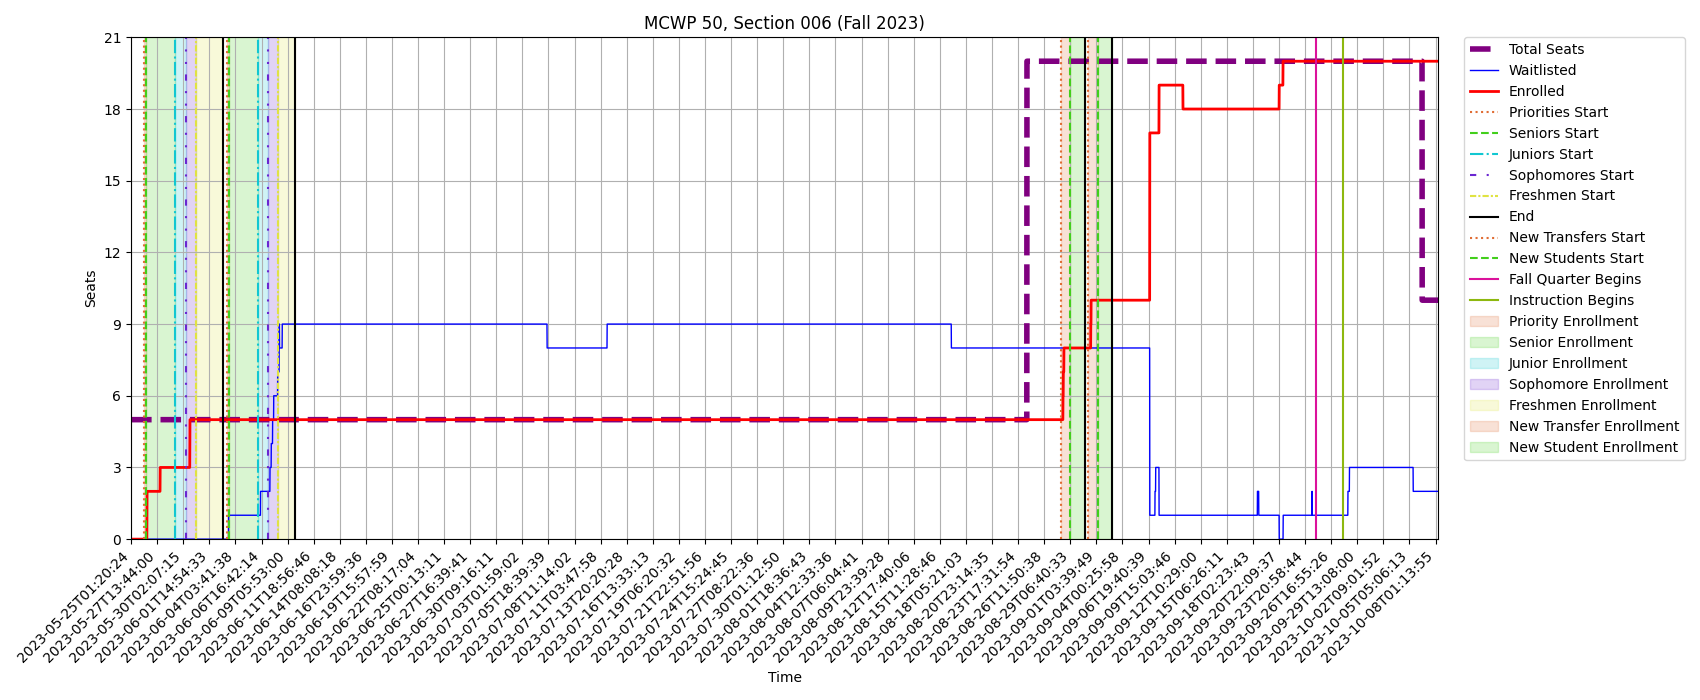 MCWP 50, Section 006 (Fall 2023)
21
18
15
12
9
6
3
0
Seats
2023-05-25T01:20:24
2023-05-27T13:44:00
2023-05-30T02:07:15
2023-06-01T14:54:33
2023-06-04T03:41:38
2023-06-06T16:42:14
2023-06-09T05:53:00
2023-06-11T18:56:46
2023-06-14T08:08:18
2023-06-16T23:59:36
2023-06-19T15:57:59
2023-06-22T08:17:04
2023-06-25T00:13:11
2023-06-27T16:39:41
2023-06-30T09:16:11
2023-07-03T01:59:02
2023-07-05T18:39:39
2023-07-08T11:14:02
2023-07-11T03:47:58
2023-07-13T20:20:28
2023-07-16T13:33:13
2023-07-19T06:20:32
2023-07-21T22:51:56
2023-07-24T15:24:45
2023-07-27T08:22:36
2023-07-30T01:12:50
2023-08-01T18:36:43
2023-08-04T12:33:36
2023-08-07T06:04:41
2023-08-09T23:39:28
2023-08-12T17:40:06
2023-08-15T11:28:46
2023-08-18T05:21:03
2023-08-20T23:14:35
2023-08-23T17:31:54
2023-08-26T11:50:38
2023-08-29T06:40:33
2023-09-01T03:39:49
2023-09-04T00:25:58
2023-09-06T19:40:39
2023-09-09T15:03:46
2023-09-12T10:29:00
2023-09-15T06:26:11
2023-09-18T02:23:43
2023-09-20T22:09:37
2023-09-23T20:58:44
2023-09-26T16:55:26
2023-09-29T13:08:00
2023-10-02T09:01:52
2023-10-05T05:06:13
2023-10-08T01:13:55
Time
Total Seats
Waitlisted
Enrolled
Priorities Start
Seniors Start
Juniors Start
Sophomores Start
Freshmen Start
End
New Transfers Start
New Students Start
Fall Quarter Begins
Instruction Begins
Priority Enrollment
Senior Enrollment
Junior Enrollment
Sophomore Enrollment
Freshmen Enrollment
New Transfer Enrollment
New Student Enrollment